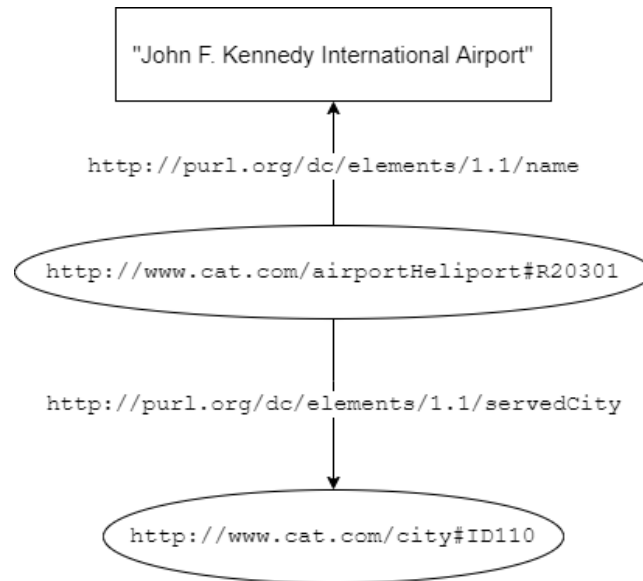 "John F. Kennedy International Airport"
http://purl.org/dc/elements/1.1/name
http://www.cat.com/airportHeliport#R20301
http://purl.org/dc/elements/1.1/servedCity
http://www.cat.com/city#ID110